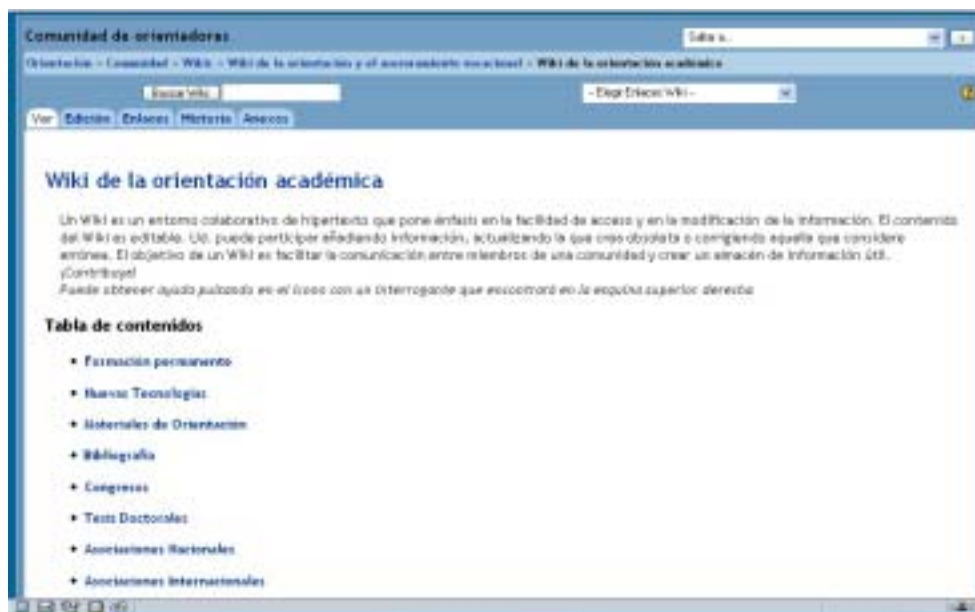 Comunidad de orientadores
Salta a...
Orientación » Comunidad » Wikis » Wiki de la orientación y el asesoramiento vocacional » Wiki de la orientación académica
Buscar Wiki:
- Elegir Enlaces Wiki -
Ver Edición Enlaces Historia Anexos
Wiki de la orientación académica
Un Wiki es un entorno colaborativo de hipertexto que pone énfasis en la facilidad de acceso y en la modificación de la información. El contenido
del Wiki es editable. Ud. puede participar añadiendo información, actualizando la que crea obsoleta o corrigiendo aquella que considere
errónea. El objetivo de un Wiki es facilitar la comunicación entre miembros de una comunidad y crear un almacén de información útil.
¡Contribuya!
Puede obtener ayuda pulsando en el icono con un interrogante que encontrará en la esquina superior derecha
Tabla de contenidos
Formación permanente
Nuevas Tecnologías
Materiales de Orientación
Bibliografía
Congresos
Tesis Doctorales
Asociaciones Nacionales
Asociaciones Internacionales